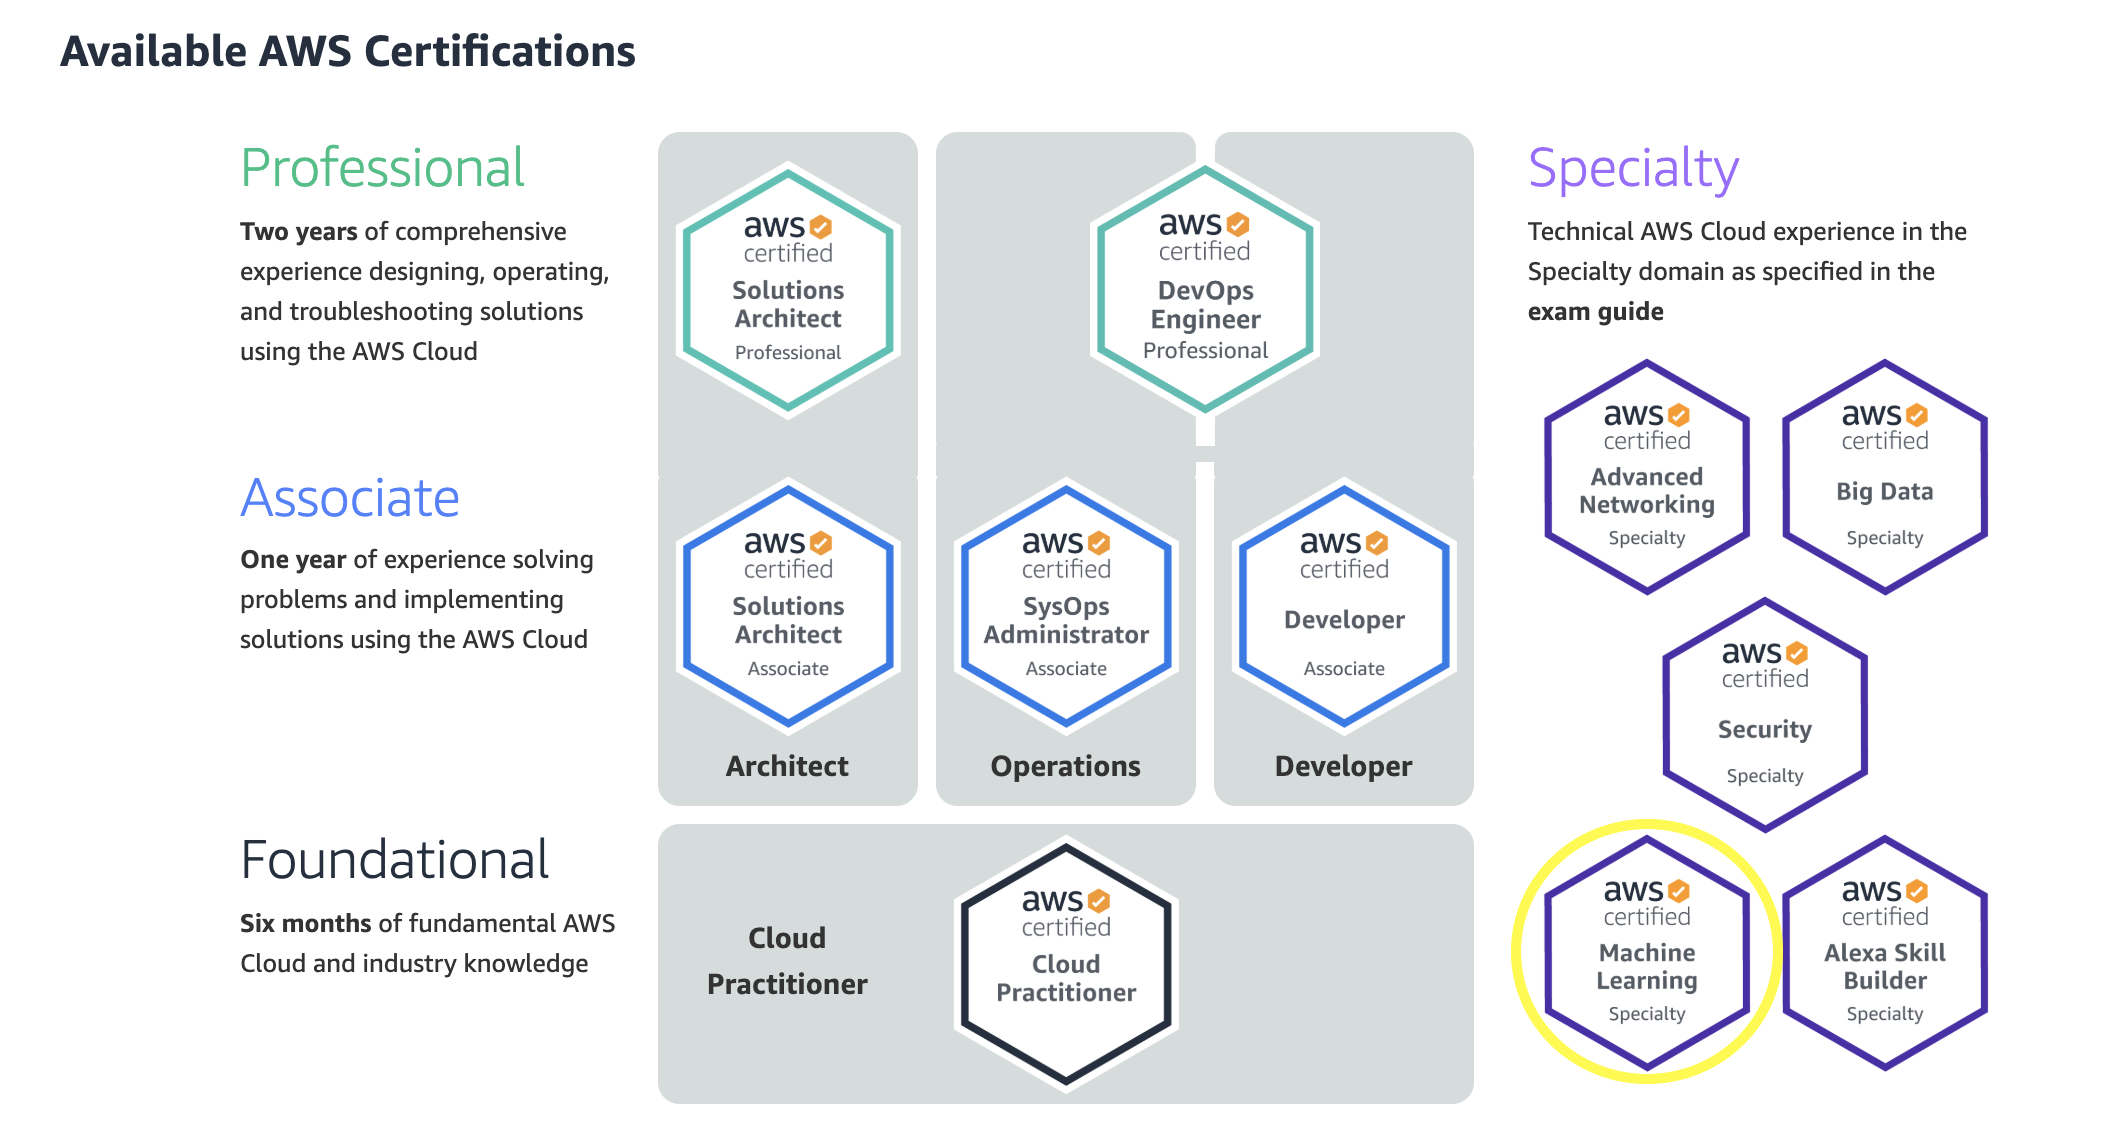 Available AWS Certifications
Professional
Two years of comprehensive
experience designing, operating,
and troubleshooting solutions
using the AWS Cloud
aws
certified
Solutions
Architect
Professional
aws
certified
DevOps
Engineer
Professional
Associate
One year of experience solving
problems and implementing
solutions using the AWS Cloud
aws
certified
Solutions
Architect
Associate
Architect
aws
certified
SysOps
Administrator
Associate
Operations
aws
certified
Developer
Associate
Developer
Foundational
Six months of fundamental AWS
Cloud and industry knowledge
Cloud
Practitioner
aws
certified
Cloud
Practitioner
Specialty
Technical AWS Cloud experience in the
Specialty domain as specified in the
exam guide
aws
certified
Advanced
Networking
Specialty
aws
certified
Big Data
Specialty
aws
certified
Security
Specialty
aws
certified
Machine
Learning
Specialty
aws
certified
Alexa Skill
Builder
Specialty